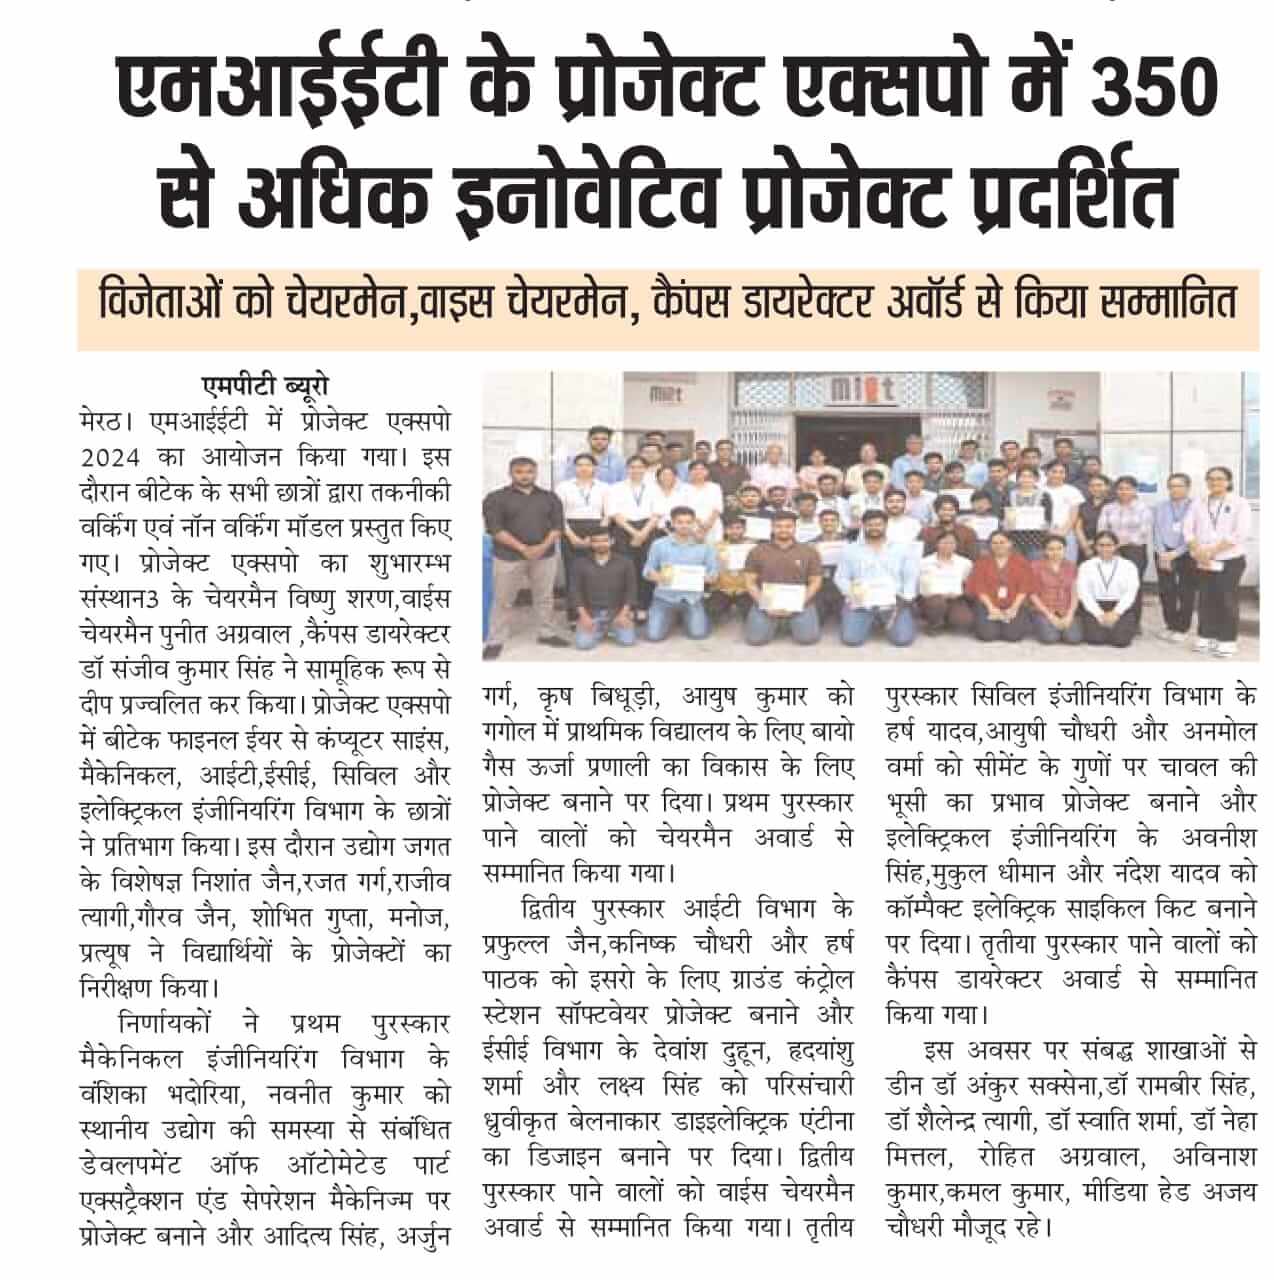 एमआईईटी के प्रोजेक्ट एक्सपो में 350
से अधिक इनोवेटिव प्रोजेक्ट प्रदर्शित
विजेताओं को चेयरमेन,वाइस चेयरमेन, कैंपस डायरेक्टर अवॉर्ड से किया सम्मानित
एमपीटी ब्यूरो
मेरठ। एमआईईटी में प्रोजेक्ट एक्सपो
2024 का आयोजन किया गया। इस
दौरान बीटेक के सभी छात्रों द्वारा तकनीकी
वर्किंग एवं नॉन वर्किंग मॉडल प्रस्तुत किए
गए। प्रोजेक्ट एक्सपो का शुभारम्भ
संस्थान3 के चेयरमैन विष्णु शरण,वाईस
चेयरमैन पुनीत अग्रवाल ,कैंपस डायरेक्टर
डॉ संजीव कुमार सिंह ने सामूहिक रूप से
दीप प्रज्वलित कर किया। प्रोजेक्ट एक्सपो
में बीटेक फाइनल ईयर से कंप्यूटर साइंस,
मैकेनिकल, आईटी,ईसीई, सिविल और
इलेक्ट्रिकल इंजीनियरिंग विभाग के छात्रों
ने प्रतिभाग किया। इस दौरान उद्योग जगत
के विशेषज्ञ निशांत जैन,रजत गर्ग,राजीव
त्यागी,गौरव जैन, शोभित गुप्ता, मनोज,
प्रत्यूष ने विद्यार्थियों के प्रोजेक्टों का
निरीक्षण किया।
निर्णायकों ने प्रथम पुरस्कार
मैकेनिकल इंजीनियरिंग विभाग के
वंशिका भदोरिया, नवनीत कुमार को
स्थानीय उद्योग की समस्या से संबंधित
डेवलपमेंट ऑफ ऑटोमेटेड पार्ट
एक्सट्रैक्शन एंड सेपरेशन मैकेनिज्म पर
प्रोजेक्ट बनाने और आदित्य सिंह, अर्जुन
miet
miet
गर्ग, कृष बिधूड़ी, आयुष कुमार को
गगोल में प्राथमिक विद्यालय के लिए बायो
गैस ऊर्जा प्रणाली का विकास के लिए
प्रोजेक्ट बनाने पर दिया। प्रथम पुरस्कार
पाने वालों को चेयरमैन अवार्ड से
सम्मानित किया गया।
द्वितीय पुरस्कार आईटी विभाग के
प्रफुल्ल जैन,कनिष्क चौधरी और हर्ष
पाठक को इसरो के लिए ग्राउंड कंट्रोल
स्टेशन सॉफ्टवेयर प्रोजेक्ट बनाने और
ईसीई विभाग के देवांश दुहून, हृदयांशु
शर्मा और लक्ष्य सिंह को परिसंचारी
ध्रुवीकृत बेलनाकार डाइइलेक्ट्रिक एंटीना
का डिजाइन बनाने पर दिया। द्वितीय
पुरस्कार पाने वालों को वाईस चेयरमैन
अवार्ड से सम्मानित किया गया। तृतीय
पुरस्कार सिविल इंजीनियरिंग विभाग के
हर्ष यादव,आयुषी चौधरी और अनमोल
वर्मा को सीमेंट के गुणों पर चावल की
भूसी का प्रभाव प्रोजेक्ट बनाने और
इलेक्ट्रिकल इंजीनियरिंग के अवनीश
सिंह,मुकुल धीमान और नंदेश यादव को
कॉम्पैक्ट इलेक्ट्रिक साइकिल किट बनाने
पर दिया। तृतीया पुरस्कार पाने वालों को
कैंपस डायरेक्टर अवार्ड से सम्मानित
किया गया।
इस अवसर पर संबद्ध शाखाओं से
डीन डॉ अंकुर सक्सेना,डॉ रामबीर सिंह,
डॉ शैलेन्द्र त्यागी, डॉ स्वाति शर्मा, डॉ नेहा
मित्तल, रोहित अग्रवाल, अविनाश
कुमार,कमल कुमार, मीडिया हेड अजय
चौधरी मौजूद रहे।